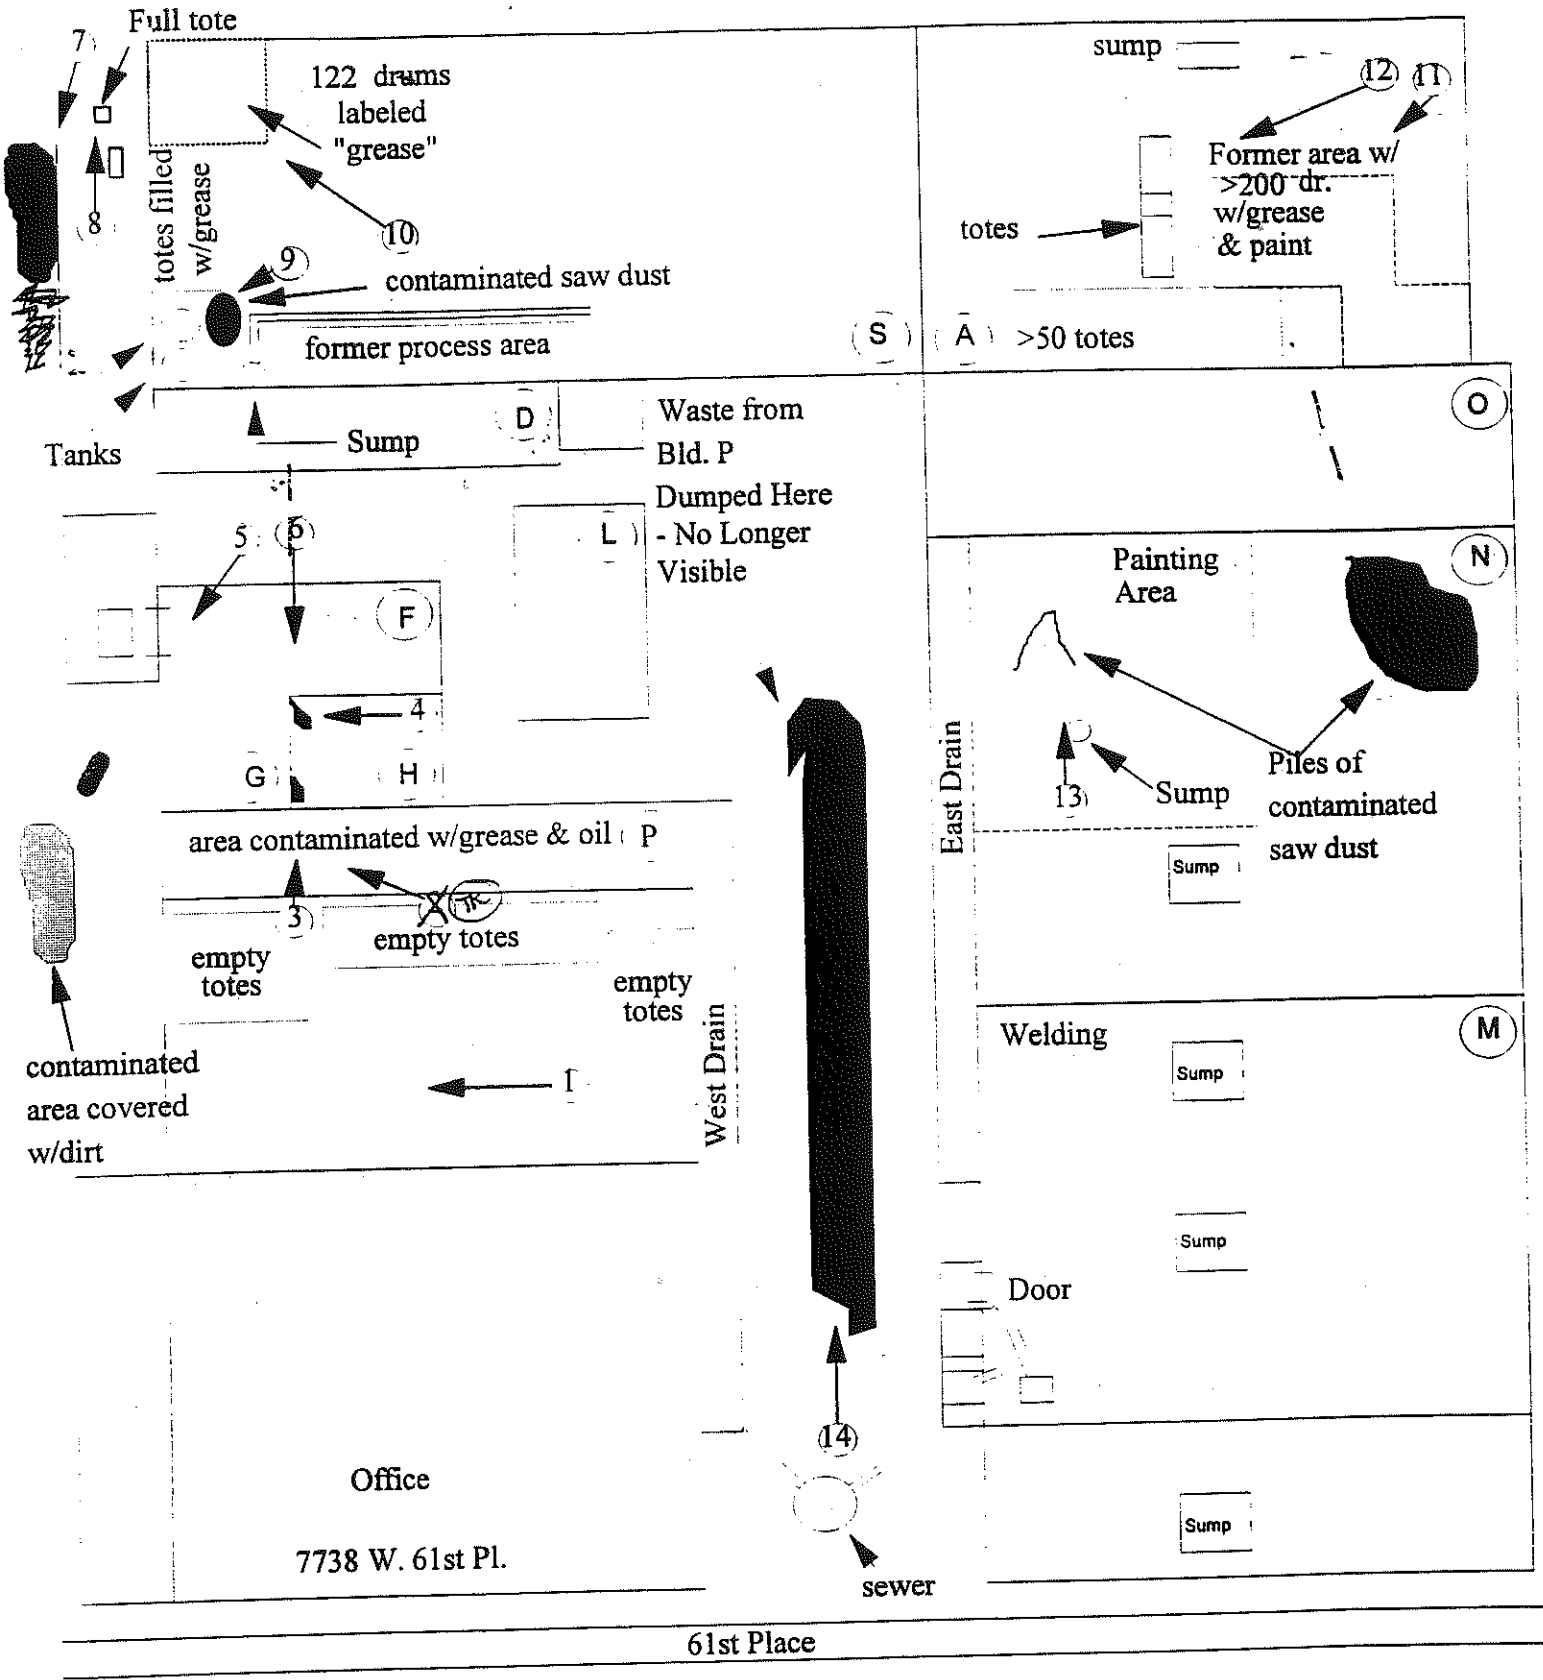 Full tote
7
122 drums
labeled
"grease"
8
totes filled
w/grease
10
9
contaminated saw dust
former process area
S
sump
12
11
Former area w/
>200 dr.
w/grease
& paint
totes
A
>50 totes
Tanks
Sump
D
Waste from
Bld. P
Dumped Here
- No Longer
Visible
L
O
5
6
F
4
G
H
area contaminated w/grease & oil
P
3
TK
empty
totes
empty totes
empty
totes
contaminated
area covered
w/dirt
1
West Drain
East Drain
Painting
Area
N
13
Sump
Piles of
contaminated
saw dust
Sump
Welding
M
Sump
Sump
Door
14
Office
7738 W. 61st Pl.
sewer
Sump
61st Place